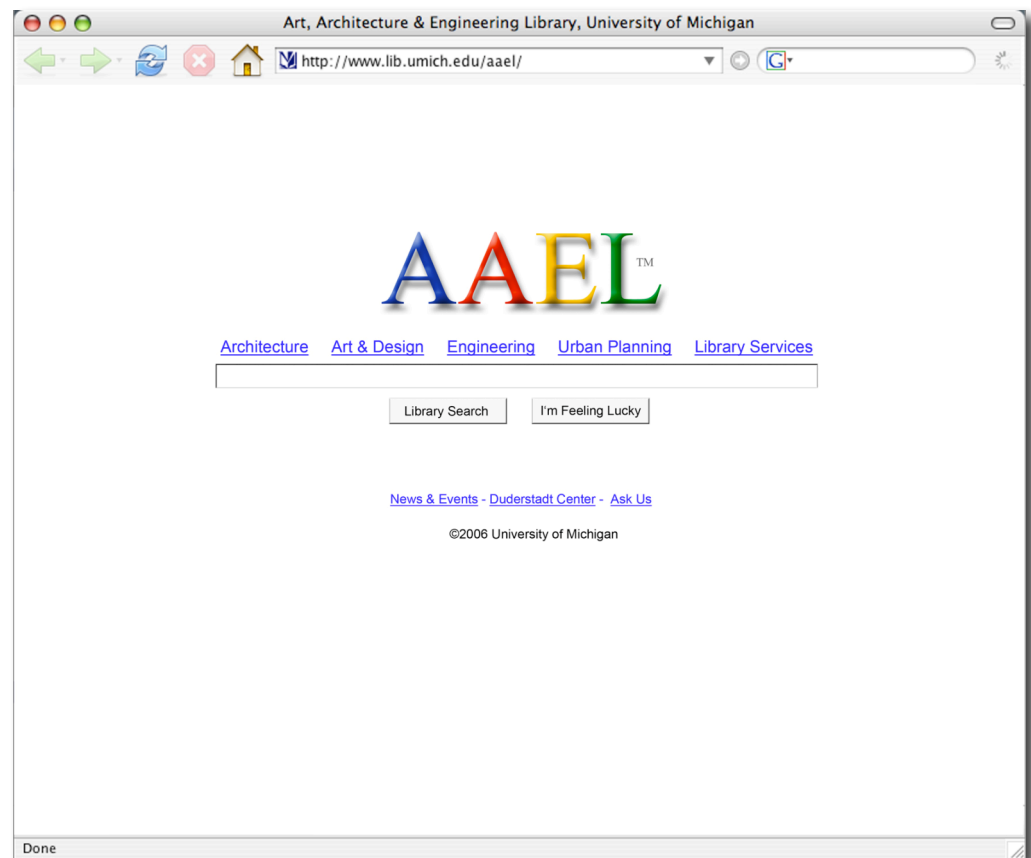 Art, Architecture & Engineering Library, University of Michigan
http://www.lib.umich.edu/aael/ G
AAEL™
Architecture Art & Design Engineering Urban Planning Library Services
Library Search I'm Feeling Lucky
News & Events - Duderstadt Center - Ask Us
©2006 University of Michigan
Done